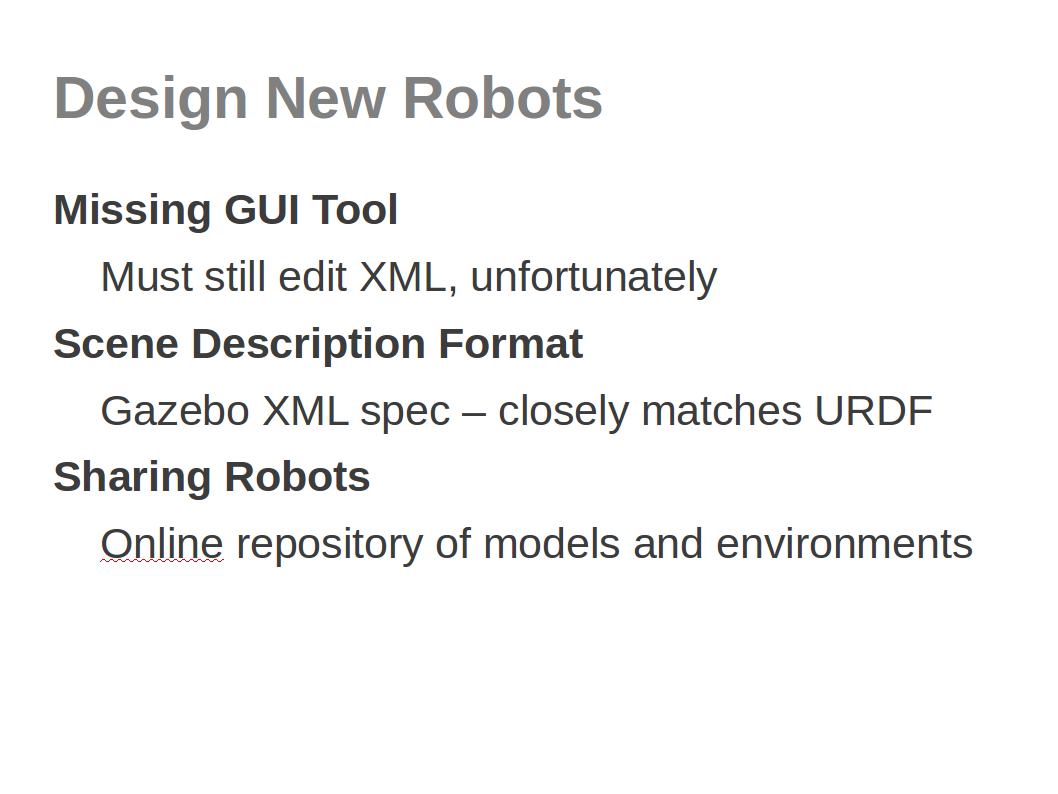 Design New Robots
Missing GUI Tool
Must still edit XML, unfortunately
Scene Description Format
Gazebo XML spec – closely matches URDF
Sharing Robots
Online repository of models and environments